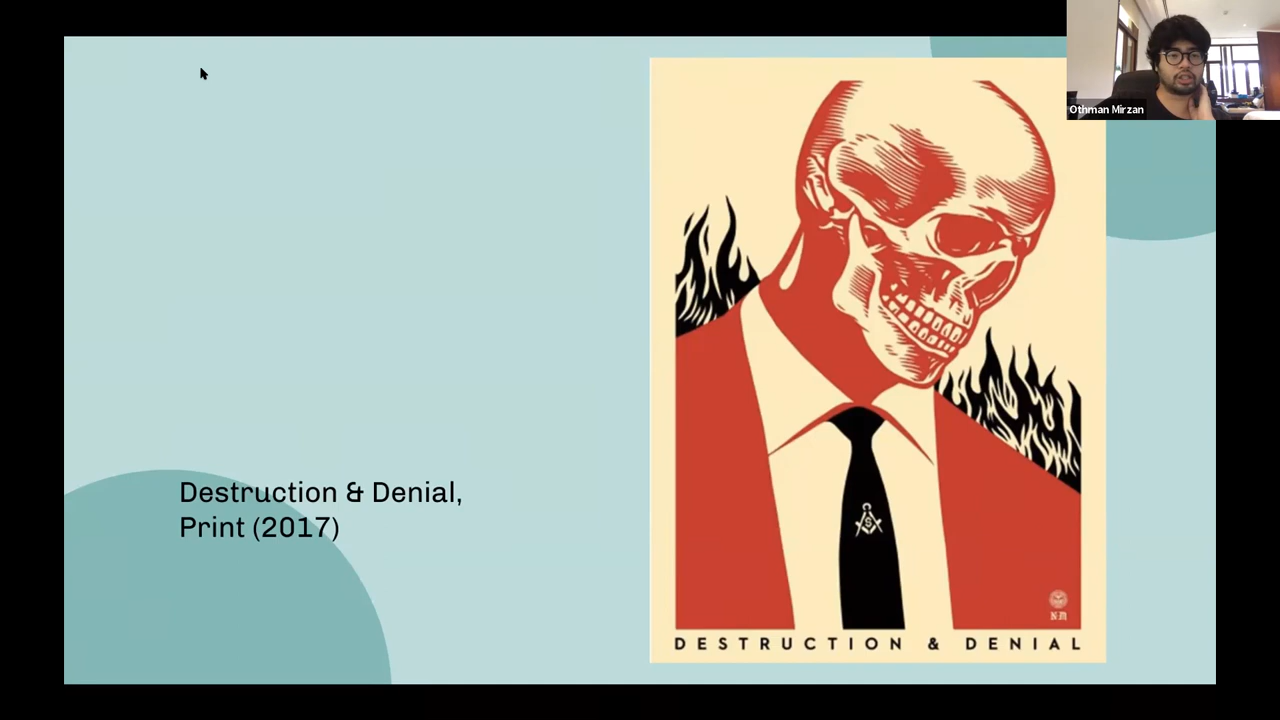 Othman Mirzan
Destruction & Denial,
Print (2017)
S
N·M
DESTRUCTION & DENIAL